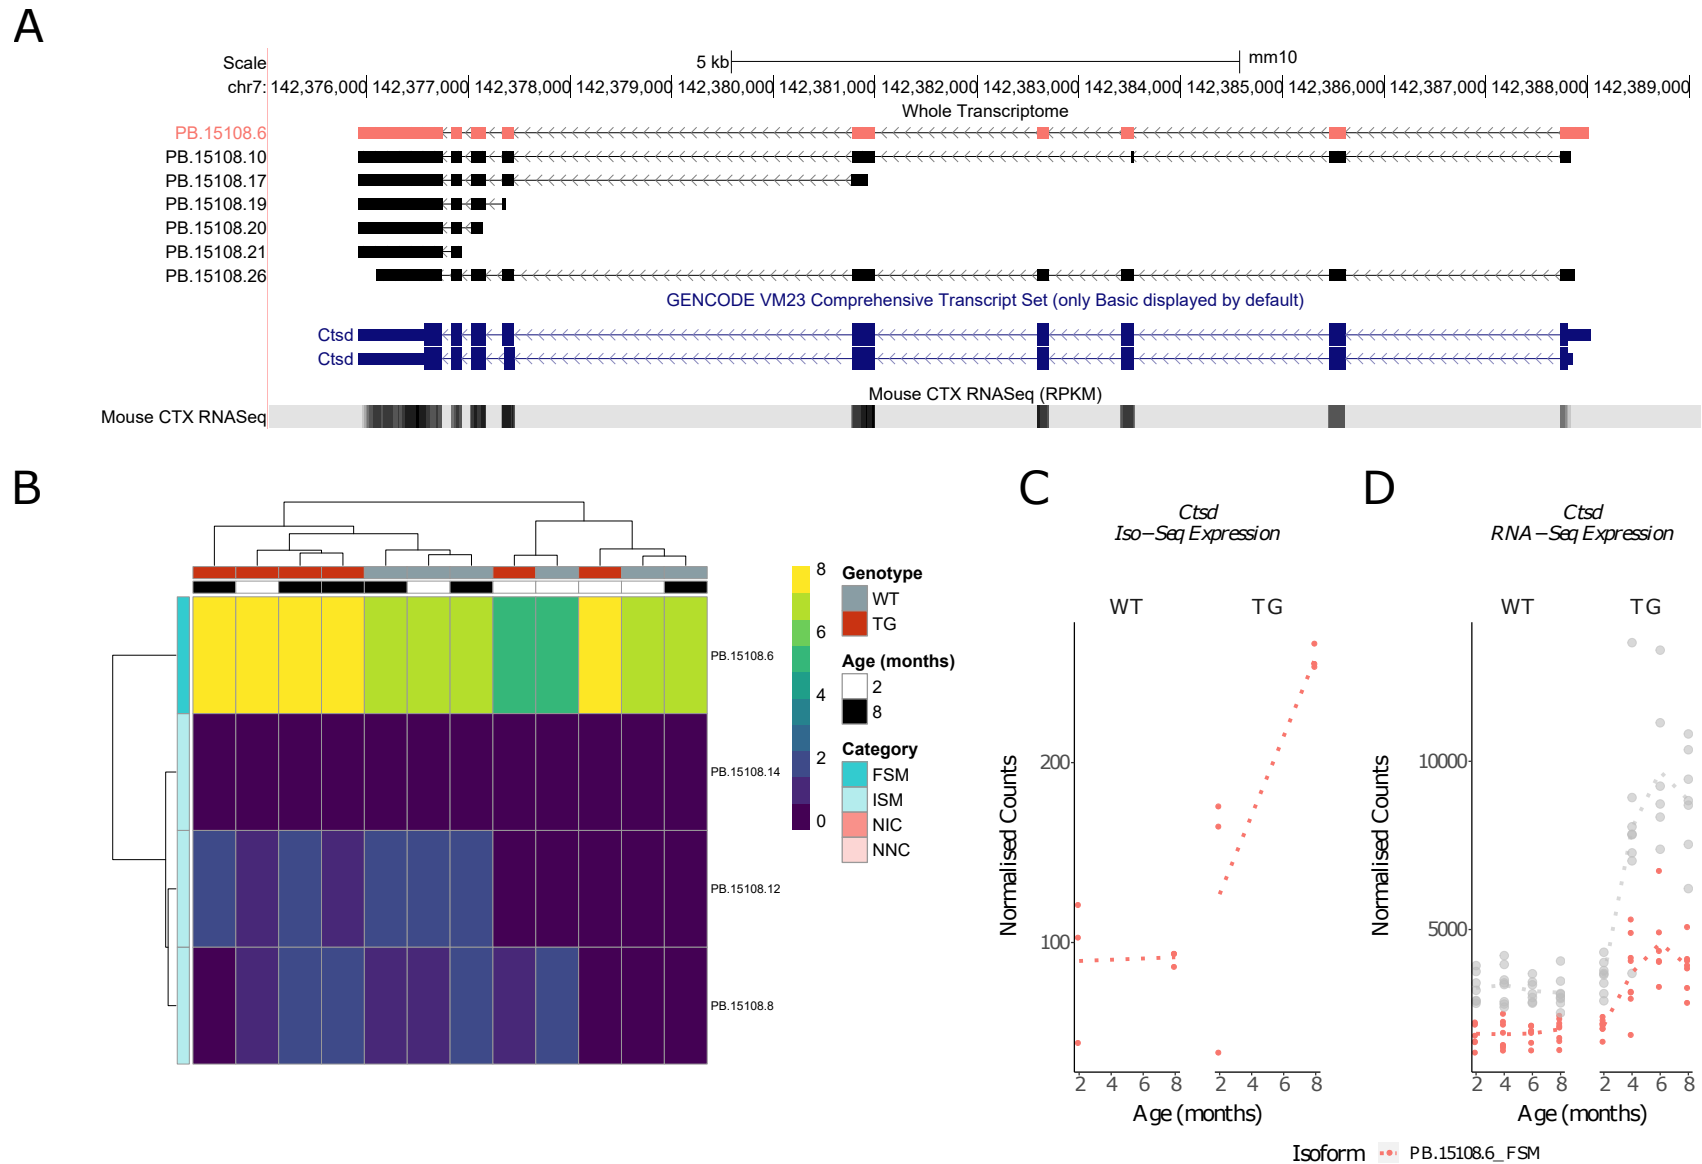 A
Scale 5 kb mm10
chr7: 142,376,000 142,377,000 142,378,000 142,379,000 142,380,000 142,381,000 142,382,000 142,383,000 142,384,000 142,385,000 142,386,000 142,387,000 142,388,000 142,389,000
Whole Transcriptome
PB.15108.6
PB.15108.10
PB.15108.17
PB.15108.19
PB.15108.20
PB.15108.21
PB.15108.26
GENCODE VM23 Comprehensive Transcript Set (only Basic displayed by default)
Ctsd
Ctsd
Mouse CTX RNASeq (RPKM)
Mouse CTX RNASeq
B
PB.15108.6
PB.15108.14
PB.15108.12
PB.15108.8
8
6
4
2
0
Genotype
WT
TG
Age (months)
2
8
Category
FSM
ISM
NIC
NNC
C
Ctsd
Iso-Seq Expression
WT TG
Normalised Counts
200
100
2 4 6 8 2 4 6 8
Age (months)
D
Ctsd
RNA-Seq Expression
WT TG
Normalised Counts
10000
5000
2 4 6 8 2 4 6 8
Age (months)
Isoform PB.15108.6_FSM